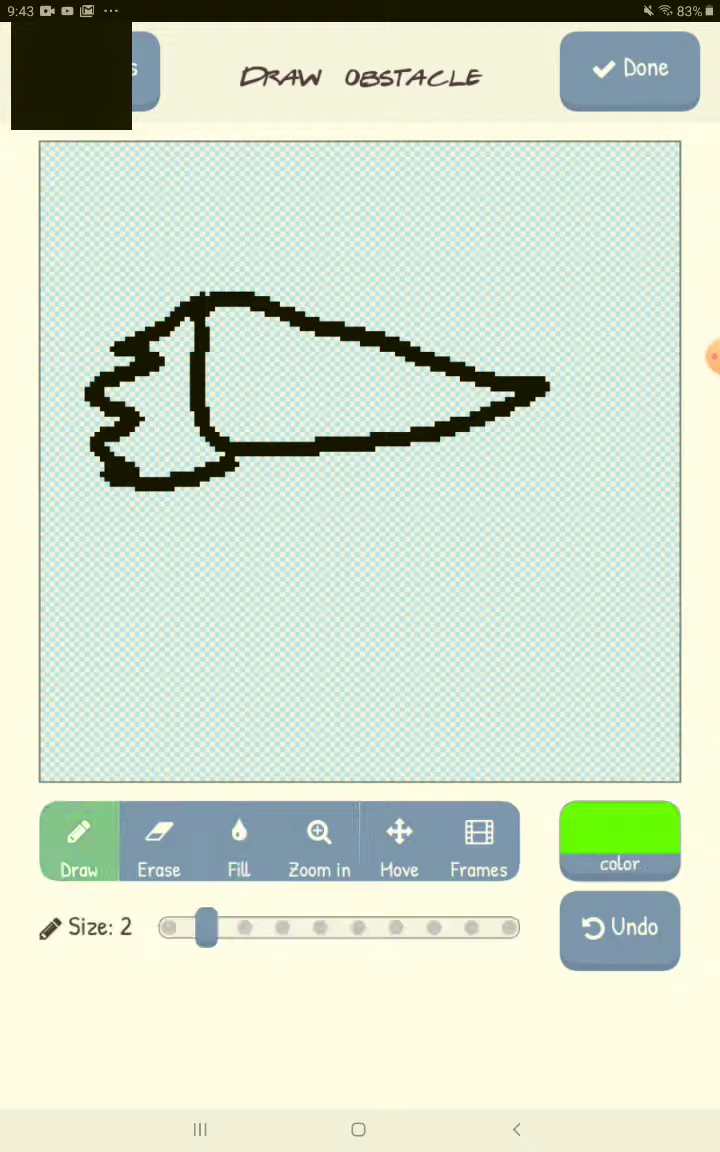 9:43 83%
Draw obstacle
Done
Draw Erase Fill Zoom in Move Frames
color
Size: 2
Undo